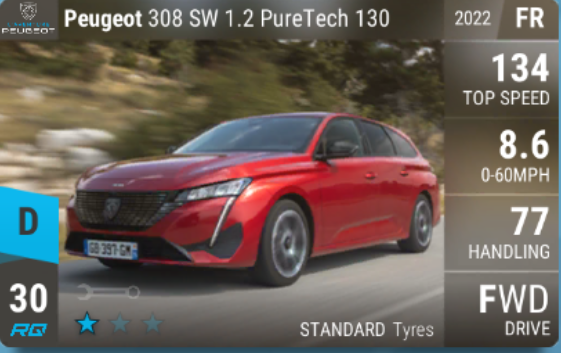 PEUGEOT
Peugeot 308 SW 1.2 PureTech 130
2022 FR
134
TOP SPEED
8.6
0-60MPH
77
HANDLING
FWD
DRIVE
D
30
RQ
GB-397-GM
STANDARD Tyres